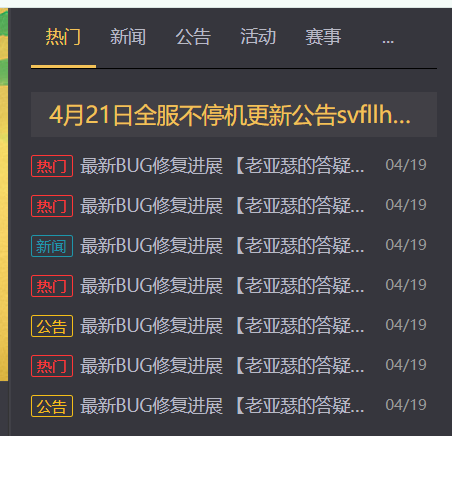 热门 新闻 公告 活动 赛事 ...
4月21日全服不停机更新公告svfllh...
热门 最新BUG修复进展 【老亚瑟的答疑... 04/19
热门 最新BUG修复进展 【老亚瑟的答疑... 04/19
新闻 最新BUG修复进展 【老亚瑟的答疑... 04/19
热门 最新BUG修复进展 【老亚瑟的答疑... 04/19
公告 最新BUG修复进展 【老亚瑟的答疑... 04/19
热门 最新BUG修复进展 【老亚瑟的答疑... 04/19
公告 最新BUG修复进展 【老亚瑟的答疑... 04/19